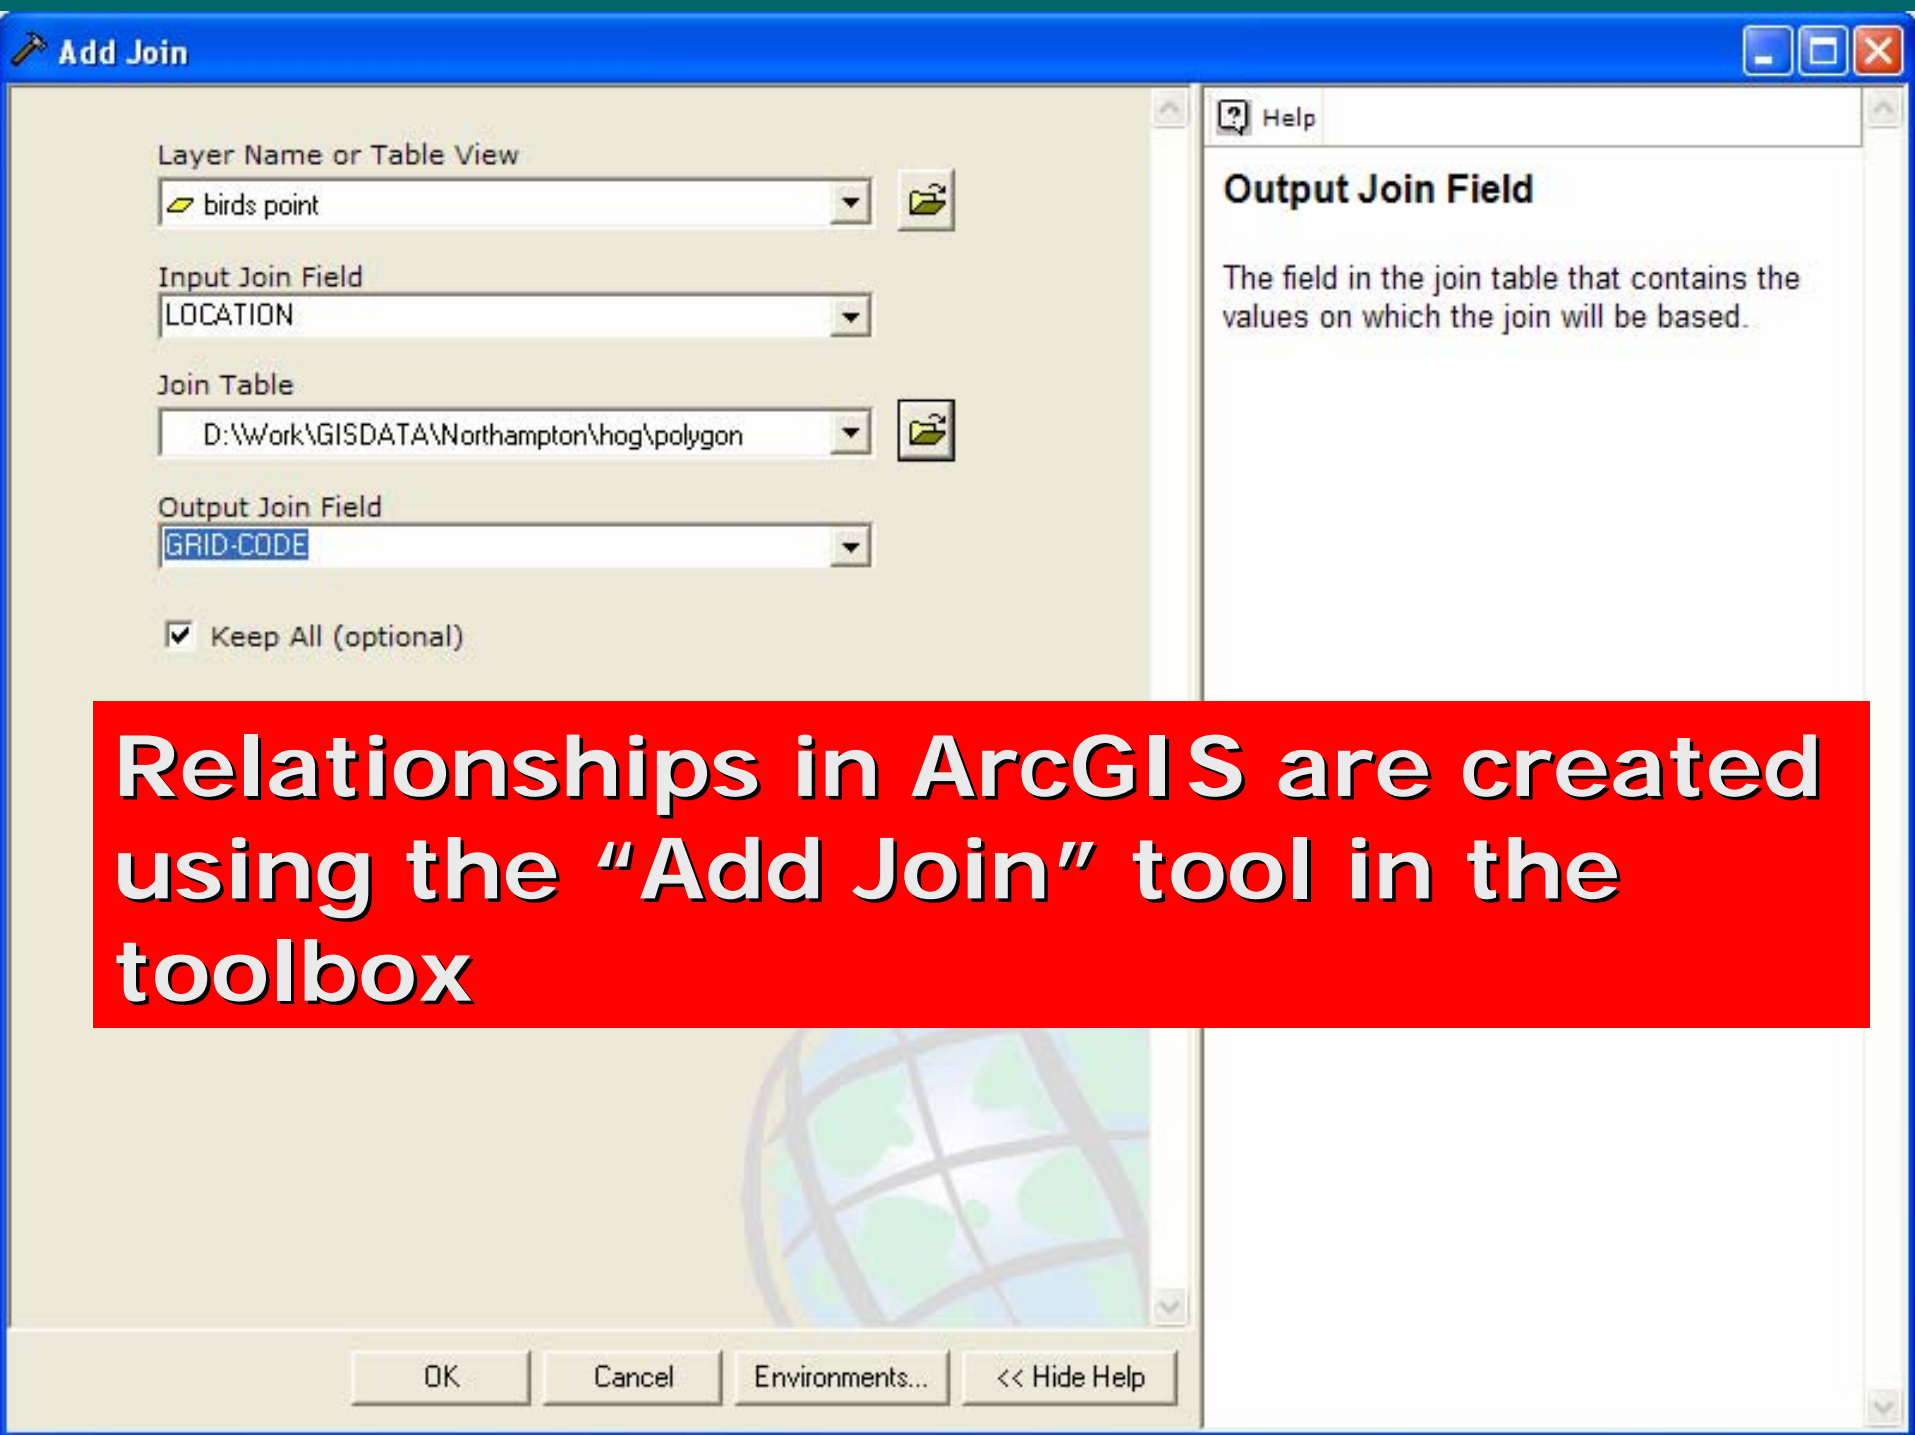 Add Join
Layer Name or Table View
birds point
Input Join Field
LOCATION
Join Table
D:\Work\GISDATA\Northampton\hog\polygon
Output Join Field
GRID-CODE
Keep All (optional)
Help
Output Join Field
The field in the join table that contains the
values on which the join will be based.
Relationships in ArcGIS are created
using the “Add Join” tool in the
toolbox
OK
Cancel
Environments...
<< Hide Help